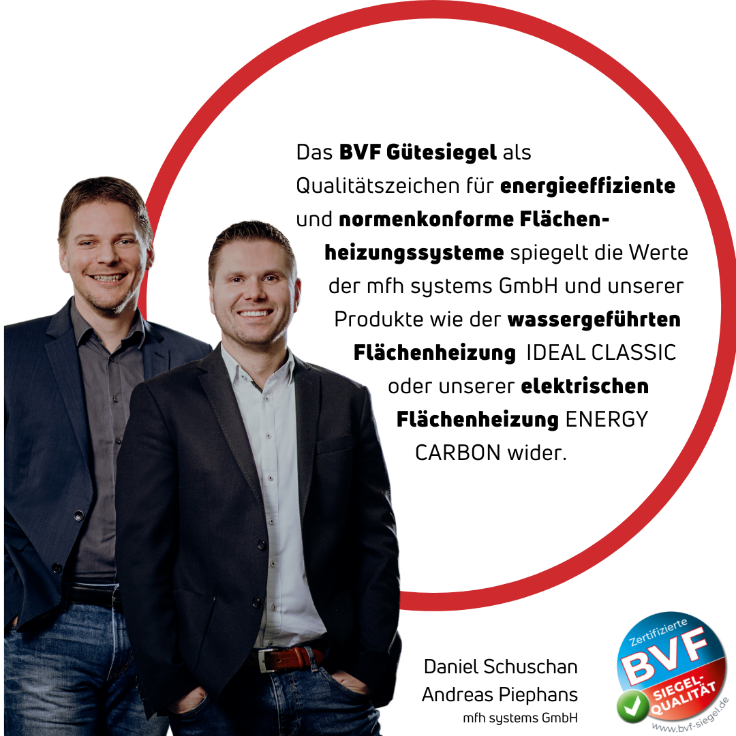 Das BVF Gütesiegel als
Qualitätszeichen für energieeffiziente
und normenkonforme Flächen-
heizungssysteme spiegelt die Werte
der mfh systems GmbH und unserer
Produkte wie der wassergeführten
Flächenheizung IDEAL CLASSIC
oder unserer elektrischen
Flächenheizung ENERGY
CARBON wider.
Daniel Schuschan
Andreas Piephans
mfh systems GmbH
Zertifizierte
BVF
SIEGEL-
QUALITÄT
www.bvf-siegel.de